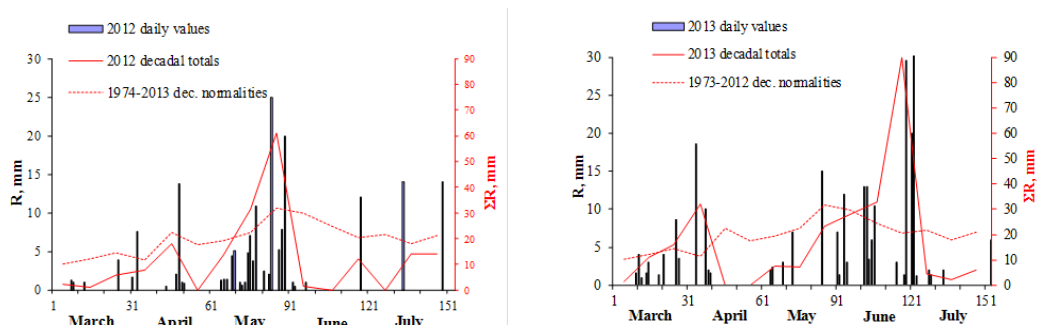 2012 daily values
2012 decadal totals
1974-2013 dec. normalities
R, mm
30
25
20
15
10
5
0
90
80
70
60
50
40
30
20
10
0
ΣR, mm
1 31 61 91 121 151
March April May June July
2013 daily values
2013 decadal totals
1973-2012 dec. normalities
R, mm
30
25
20
15
10
5
0
90
80
70
60
50
40
30
20
10
0
ΣR, mm
1 31 61 91 121 151
March April May June July